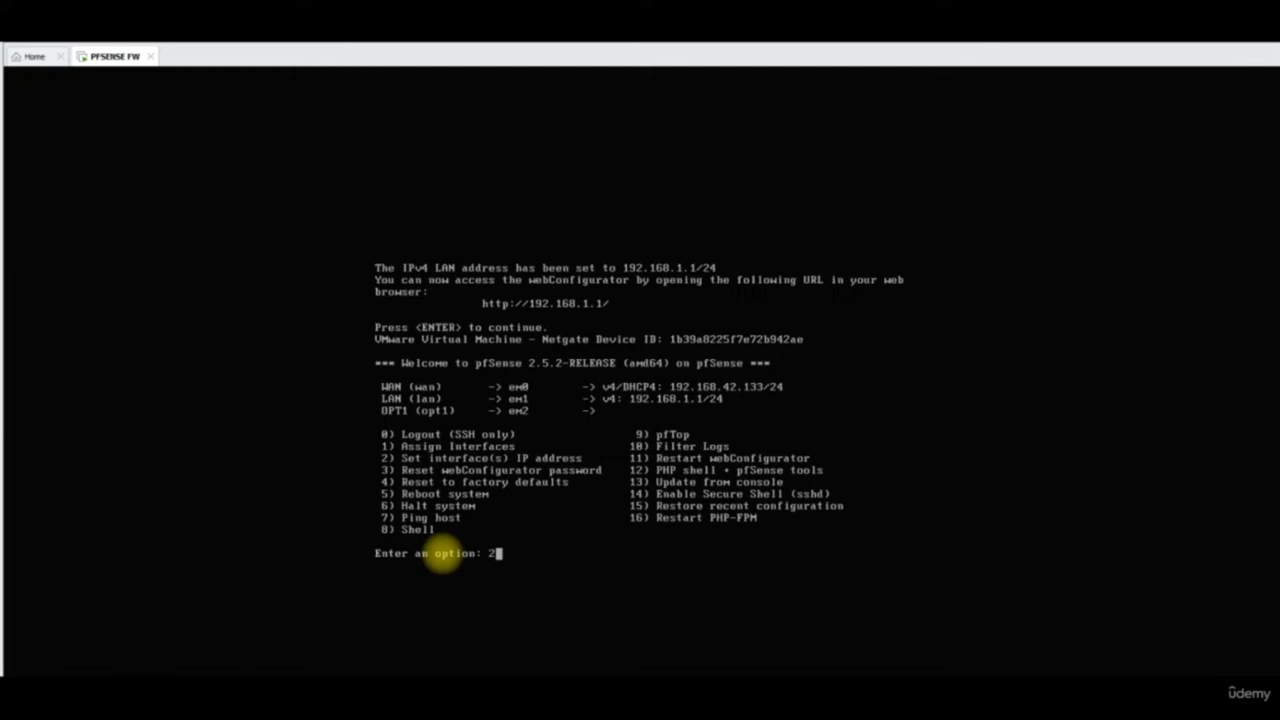 Home
PFSENSE FW
The IPv4 LAN address has been set to 192.168.1.1/24
You can now access the webConfigurator by opening the following URL in your web
browser:
http://192.168.1.1/
Press <ENTER> to continue.
VMware Virtual Machine - Netgate Device ID: 1b39a8225f7e72b942ae
*** Welcome to pfSense 2.5.2-RELEASE (amd64) on pfSense ***
WAN (wan) -> em0 -> v4/DHCP4: 192.168.42.133/24
LAN (lan) -> em1 -> v4: 192.168.1.1/24
OPT1 (opt1) -> em2 ->
0) Logout (SSH only) 9) pfTop
1) Assign Interfaces 10) Filter Logs
2) Set interface(s) IP address 11) Restart webConfigurator
3) Reset webConfigurator password 12) PHP shell + pfSense tools
4) Reset to factory defaults 13) Update from console
5) Reboot system 14) Enable Secure Shell (sshd)
6) Halt system 15) Restore recent configuration
7) Ping host 16) Restart PHP-FPM
8) Shell
Enter an option: 2
ûdemy